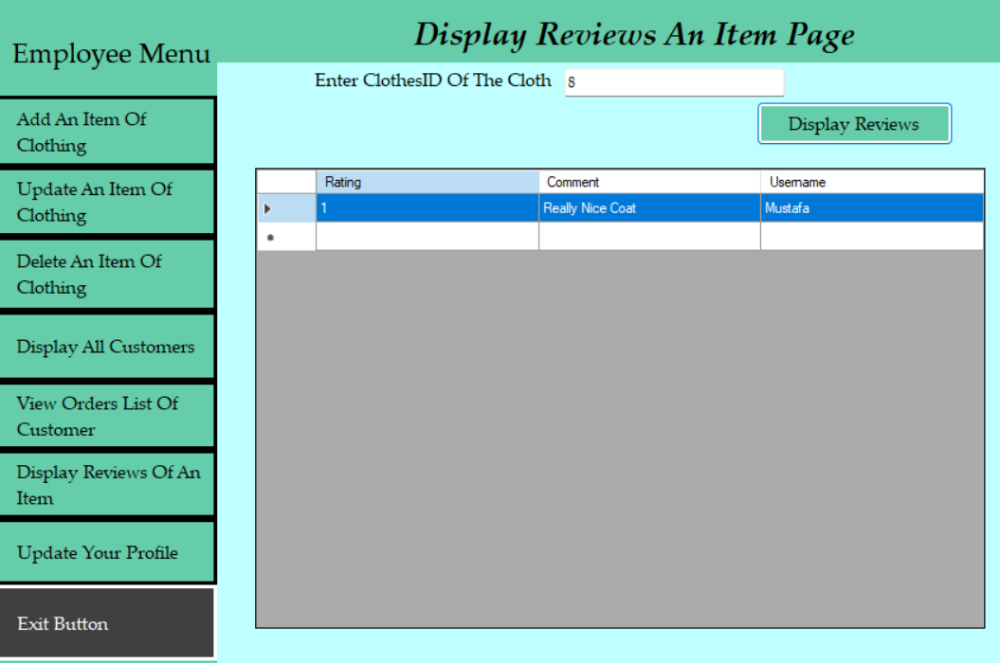 Employee Menu
Add An Item Of
Clothing
Update An Item Of
Clothing
Delete An Item Of
Clothing
Display All Customers
View Orders List Of
Customer
Display Reviews Of An
Item
Update Your Profile
Exit Button
Display Reviews An Item Page
Enter ClothesID Of The Cloth 8
Display Reviews
Rating Comment Username
1 Really Nice Coat Mustafa